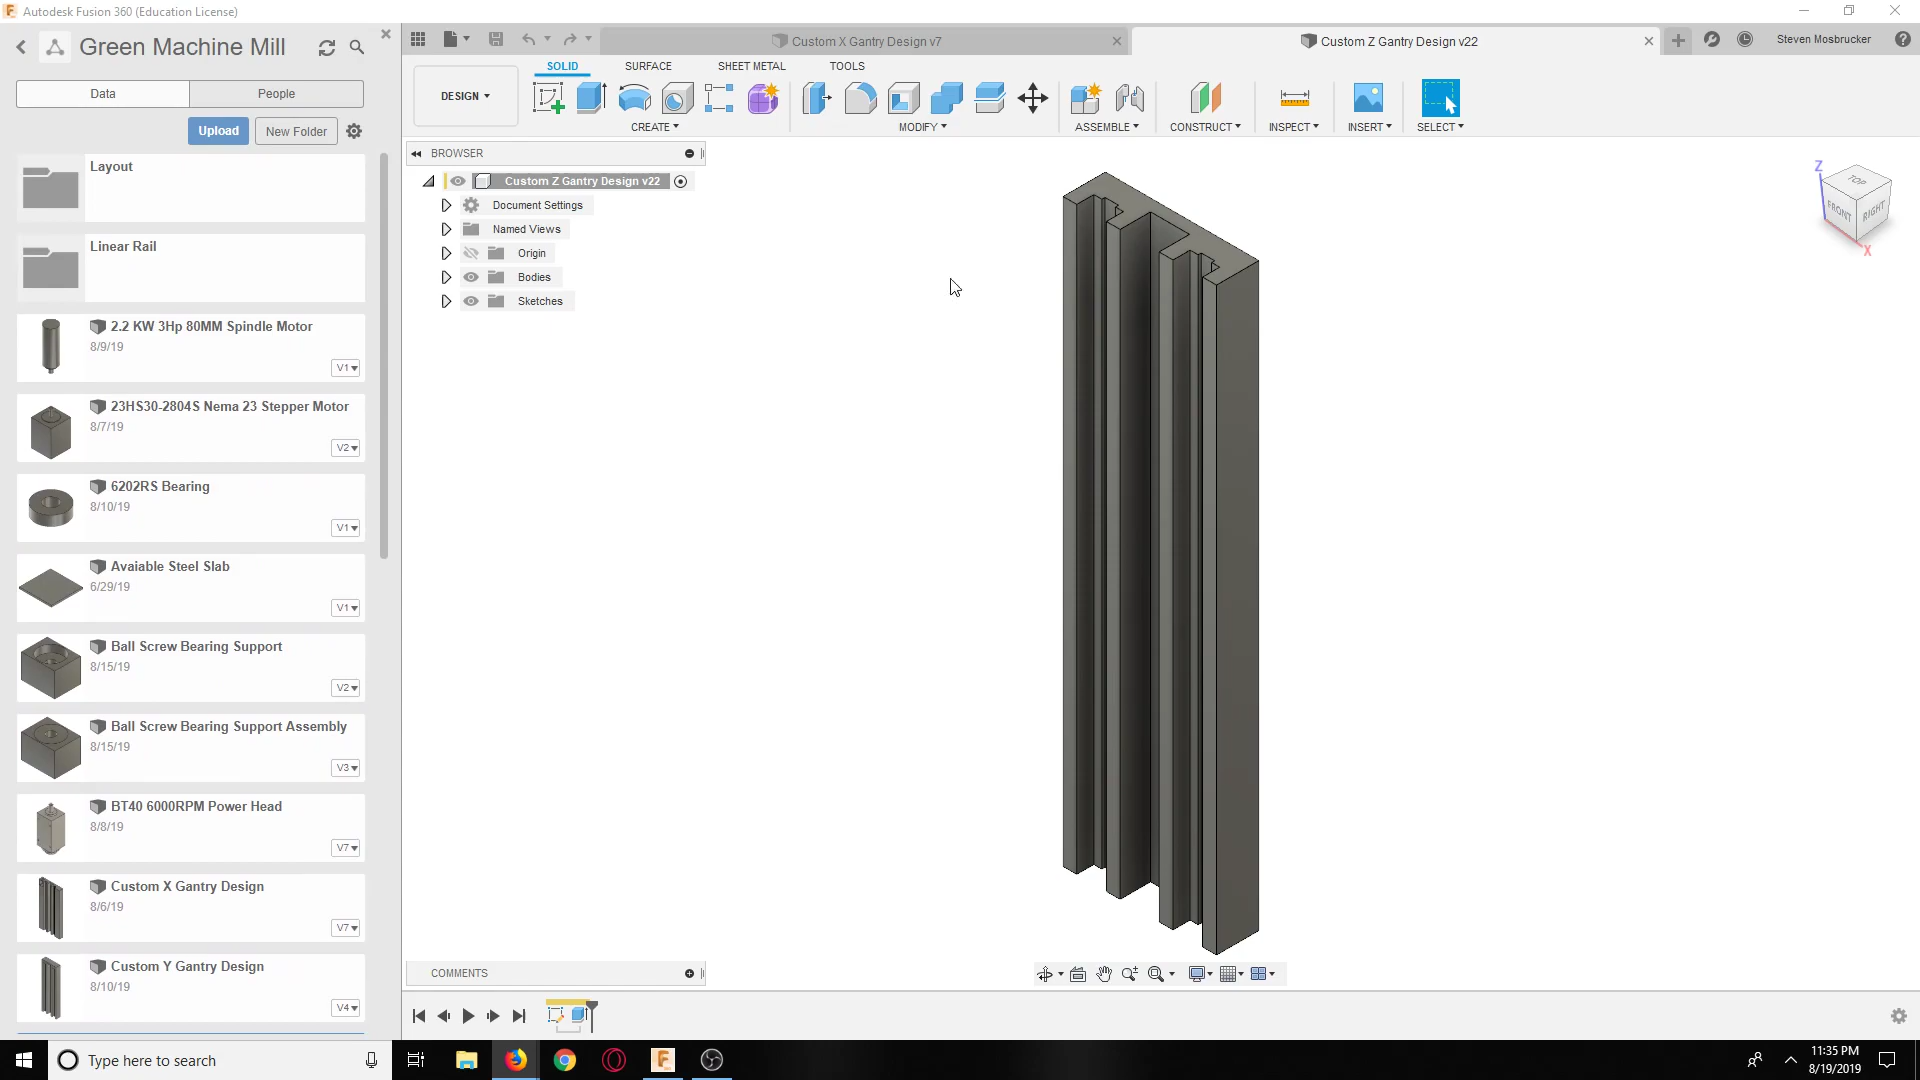 Autodesk Fusion 360 (Education License)
Green Machine Mill
Data
People
Upload
New Folder
Layout
Linear Rail
2.2 KW 3Hp 80MM Spindle Motor
8/9/19
V1
23HS30-2804S Nema 23 Stepper Motor
8/7/19
V2
6202RS Bearing
8/10/19
V1
Avaiable Steel Slab
6/29/19
V1
Ball Screw Bearing Support
8/15/19
V2
Ball Screw Bearing Support Assembly
8/15/19
V3
BT40 6000RPM Power Head
8/8/19
V7
Custom X Gantry Design
8/6/19
V7
Custom Y Gantry Design
8/10/19
V4
Custom X Gantry Design v7
Custom Z Gantry Design v22
Steven Mosbrucker
DESIGN
SOLID
SURFACE
SHEET METAL
TOOLS
CREATE
MODIFY
ASSEMBLE
CONSTRUCT
INSPECT
INSERT
SELECT
BROWSER
Custom Z Gantry Design v22
Document Settings
Named Views
Origin
Bodies
Sketches
Z
TOP
FRONT
RIGHT
X
COMMENTS
Type here to search
11:35 PM
8/19/2019